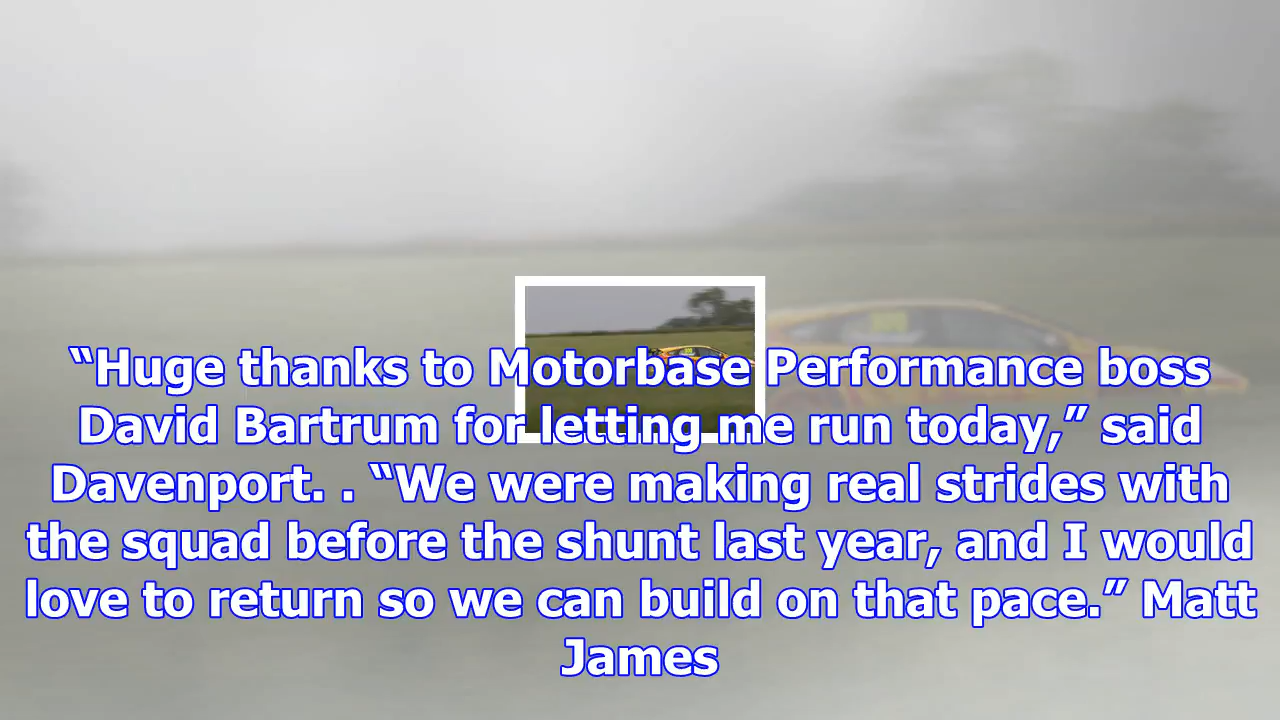 “Huge thanks to Motorbase Performance boss
David Bartrum for letting me run today,” said
Davenport. . “We were making real strides with
the squad before the shunt last year, and I would
love to return so we can build on that pace.” Matt
James